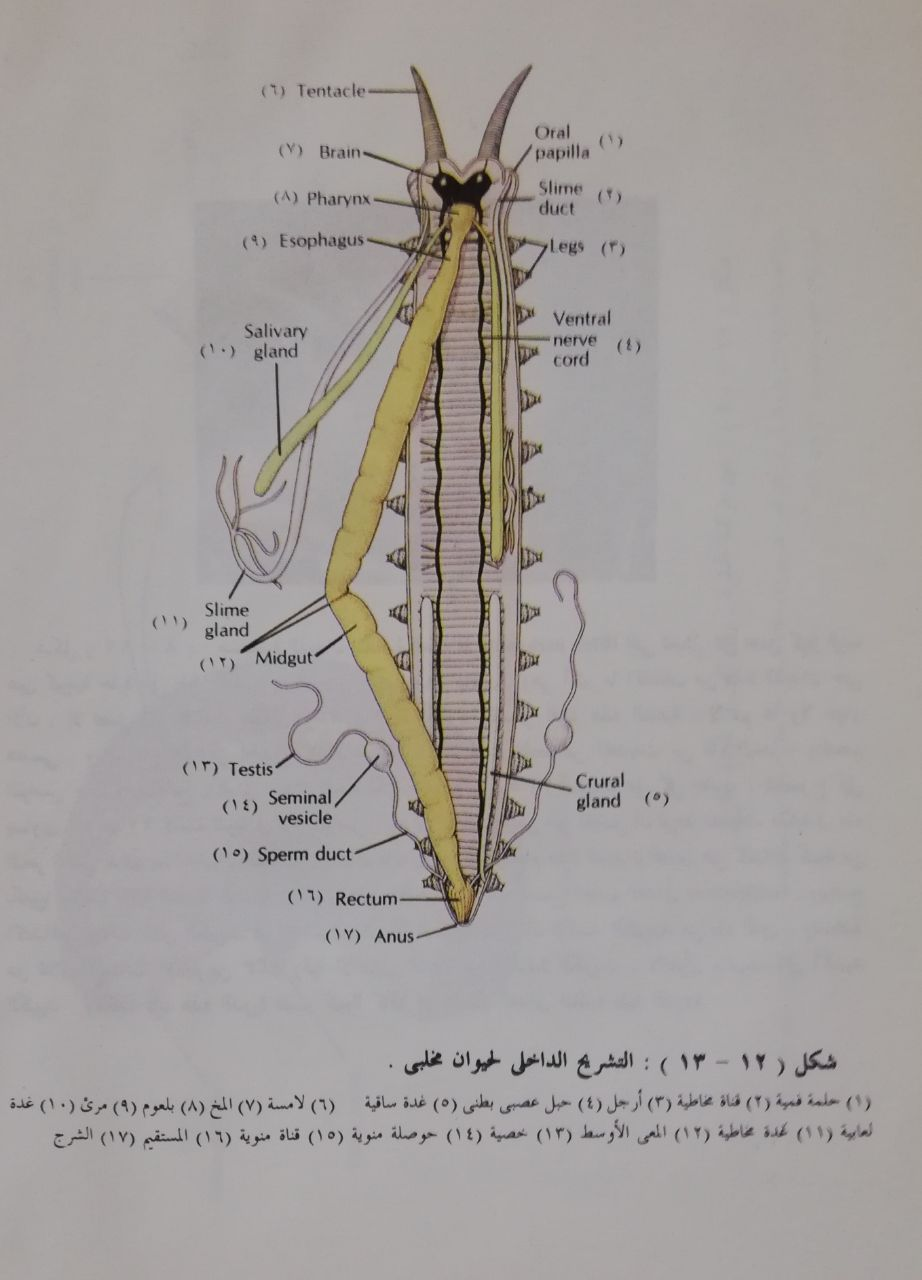 (٦) Tentacle
Oral
papilla (١)
(٧) Brain
(٨) Pharynx
Slime
duct (٢)
(٩) Esophagus
Legs (٣)
Salivary
gland (١٠)
Ventral
nerve
cord (٤)
Slime
gland (١١)
(١٢) Midgut
(١٣) Testis
(١٤) Seminal
vesicle
Crural
gland (٥)
(١٥) Sperm duct
(١٦) Rectum
(١٧) Anus
شكل ( ١٢ - ١٣ ) : التشريح الداخلى لحيوان مخلبى .
(١) حلمة فمية (٢) قناة مخاطية (٣) أرجل (٤) حبل عصبى بطنى (٥) غدة ساقية (٦) لامسة (٧) المخ (٨) بلعوم (٩) مرئ (١٠) غدة
لعابية (١١) غدة مخاطية (١٢) المعى الأوسط (١٣) خصية (١٤) حوصلة منوية (١٥) قناة منوية (١٦) المستقيم (١٧) الشرج